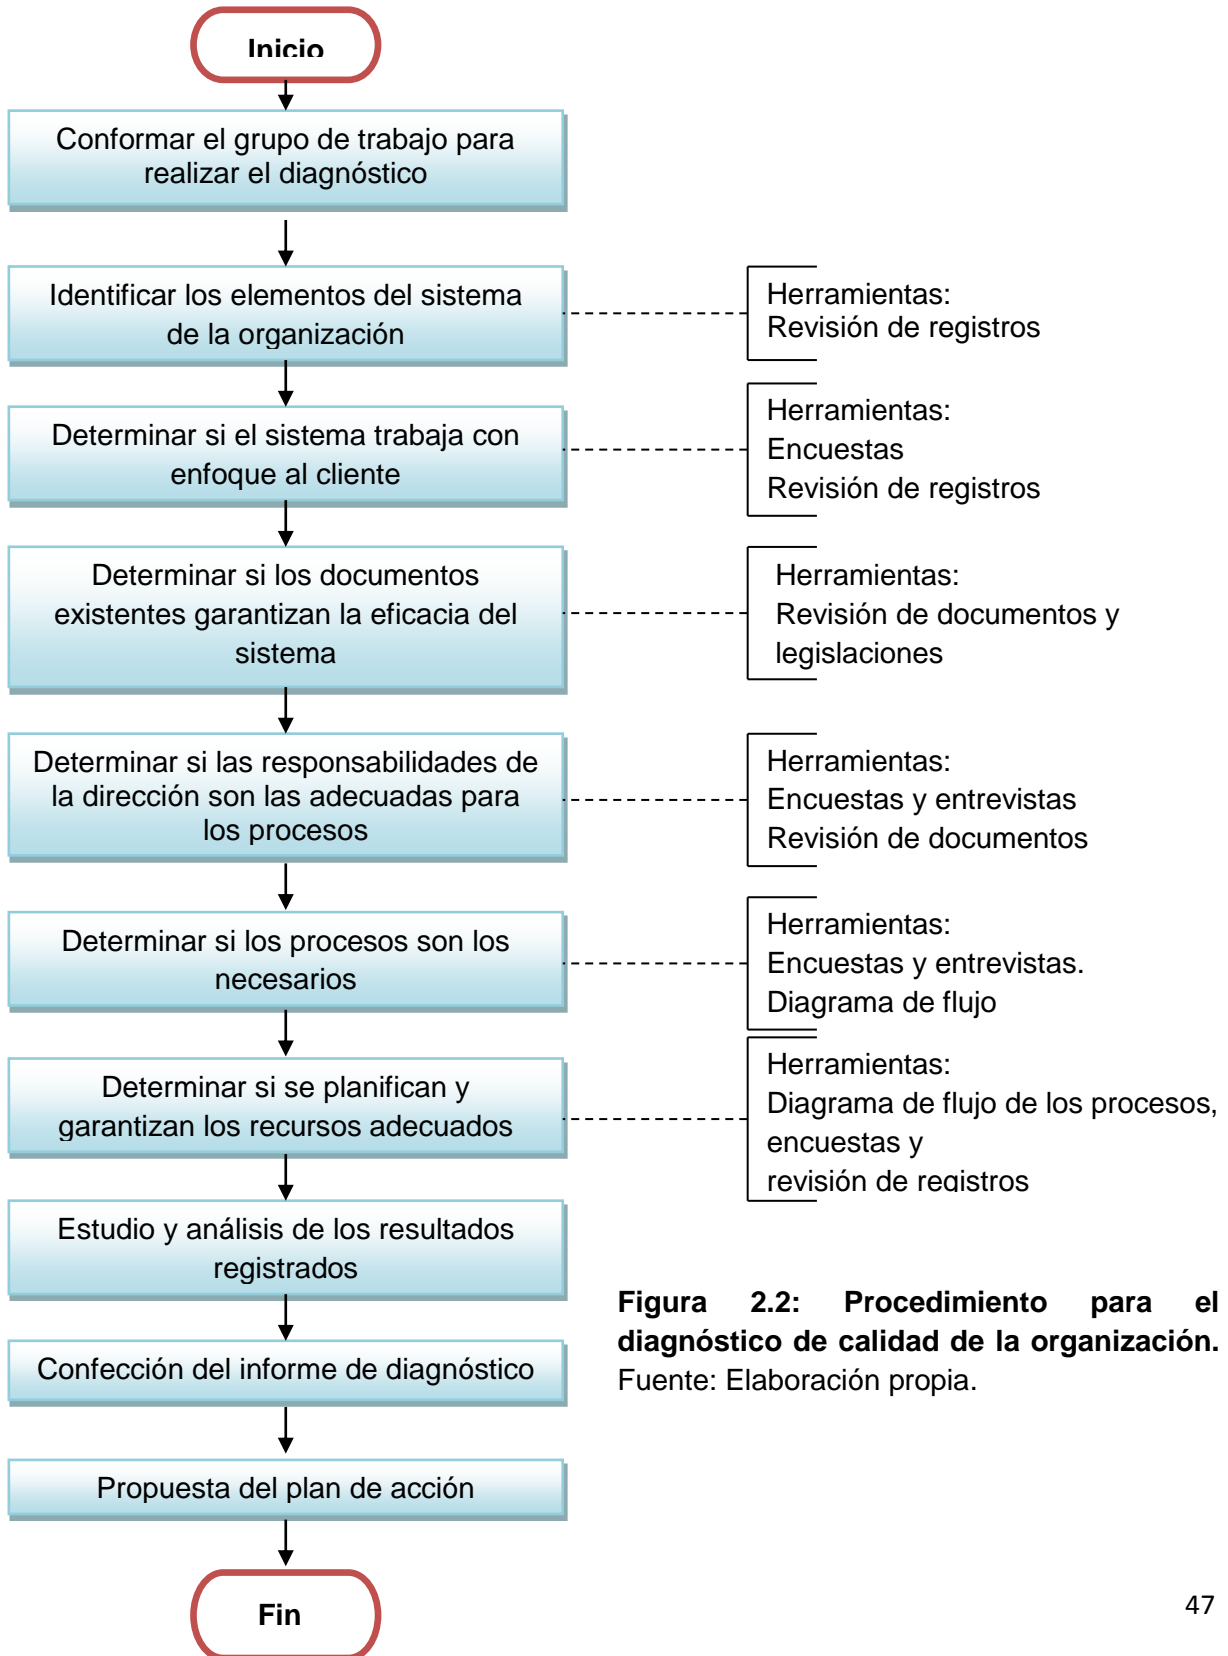 Inicio
Conformar el grupo de trabajo para
realizar el diagnóstico
Identificar los elementos del sistema
de la organización
Herramientas:
Revisión de registros
Determinar si el sistema trabaja con
enfoque al cliente
Herramientas:
Encuestas
Revisión de registros
Determinar si los documentos
existentes garantizan la eficacia del
sistema
Herramientas:
Revisión de documentos y
legislaciones
Determinar si las responsabilidades de
la dirección son las adecuadas para
los procesos
Herramientas:
Encuestas y entrevistas
Revisión de documentos
Determinar si los procesos son los
necesarios
Herramientas:
Encuestas y entrevistas.
Diagrama de flujo
Determinar si se planifican y
garantizan los recursos adecuados
Herramientas:
Diagrama de flujo de los procesos,
encuestas y
revisión de registros
Estudio y análisis de los resultados
registrados
Confección del informe de diagnóstico
Propuesta del plan de acción
Fin
Figura 2.2: Procedimiento para el
diagnóstico de calidad de la organización.
Fuente: Elaboración propia.
47